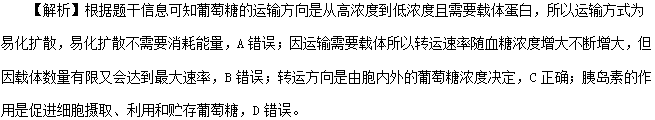 【解析】根据题干信息可知葡萄糖的运输方向是从高浓度到低浓度且需要载体蛋白，所以运输方式为
易化扩散，易化扩散不需要消耗能量，A 错误；因运输需要载体所以转运速率随血糖浓度增大不断增大，但
因载体数量有限又会达到最大速率，B 错误；转运方向是由胞内外的葡萄糖浓度决定，C 正确；胰岛素的作
用是促进细胞摄取、利用和贮存葡萄糖，D 错误。